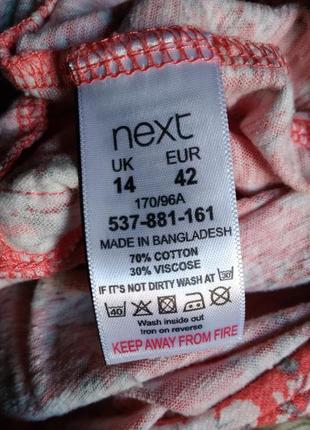 next
UK EUR
14 42
170/96A
537-881-161
MADE IN BANGLADESH
70% COTTON
30% VISCOSE
IF IT'S NOT DIRTY WASH AT 30
40
Wash inside out
Iron on reverse
KEEP AWAY FROM FIRE